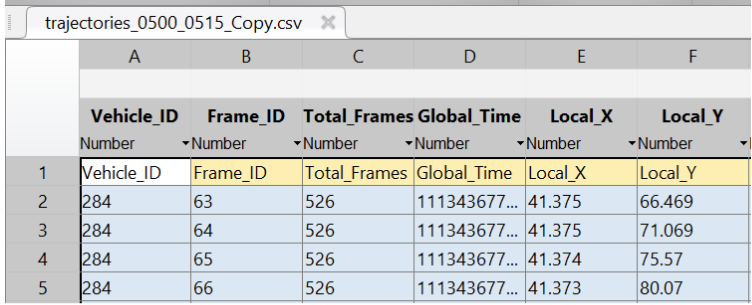 trajectories_0500_0515_Copy.csv
A B C D E F
Vehicle_ID Frame_ID Total_Frames Global_Time Local_X Local_Y
Number Number Number Number Number Number
1 Vehicle_ID Frame_ID Total_Frames Global_Time Local_X Local_Y
2 284 63 526 111343677... 41.375 66.469
3 284 64 526 111343677... 41.375 71.069
4 284 65 526 111343677... 41.374 75.57
5 284 66 526 111343677... 41.373 80.07